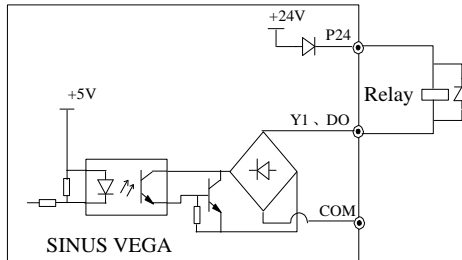 +24V
P24
+5V
Relay
Y1、DO
COM
SINUS VEGA